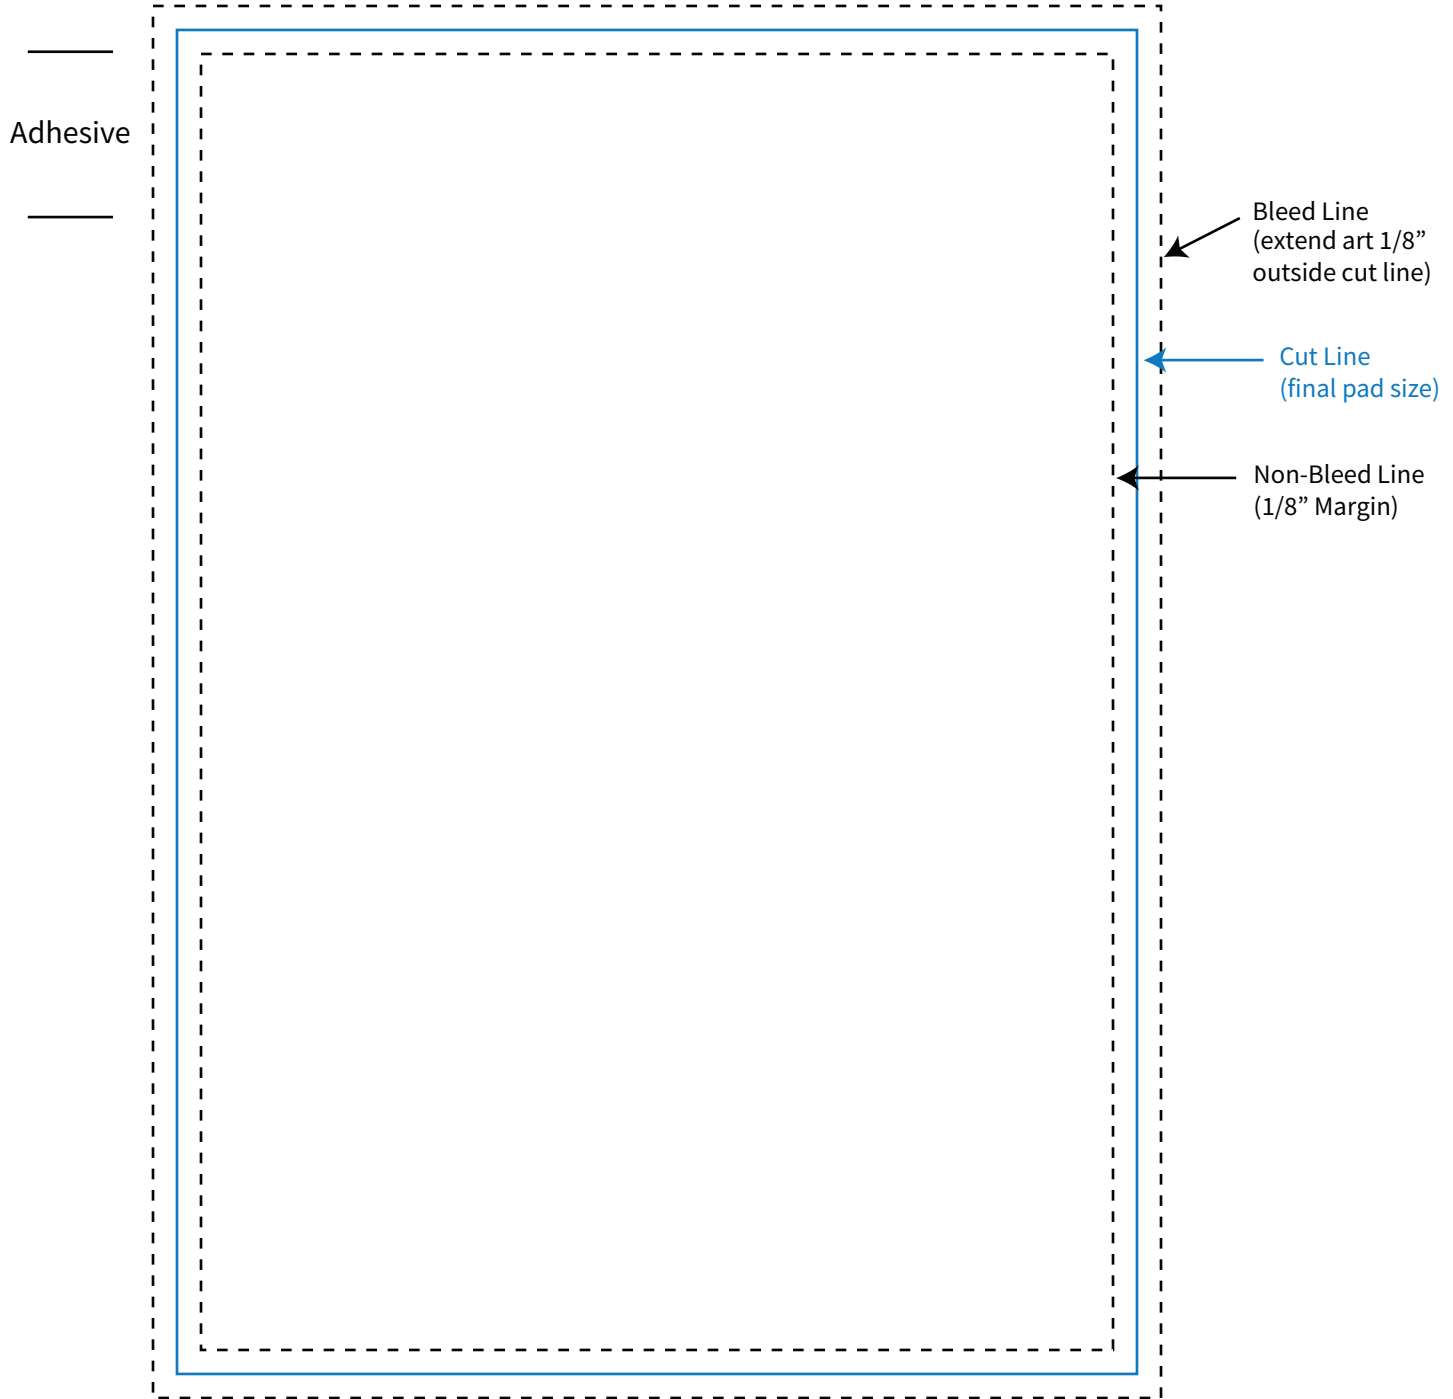 Adhesive
Bleed Line
(extend art 1/8”
outside cut line)
Cut Line
(final pad size)
Non-Bleed Line
(1/8” Margin)